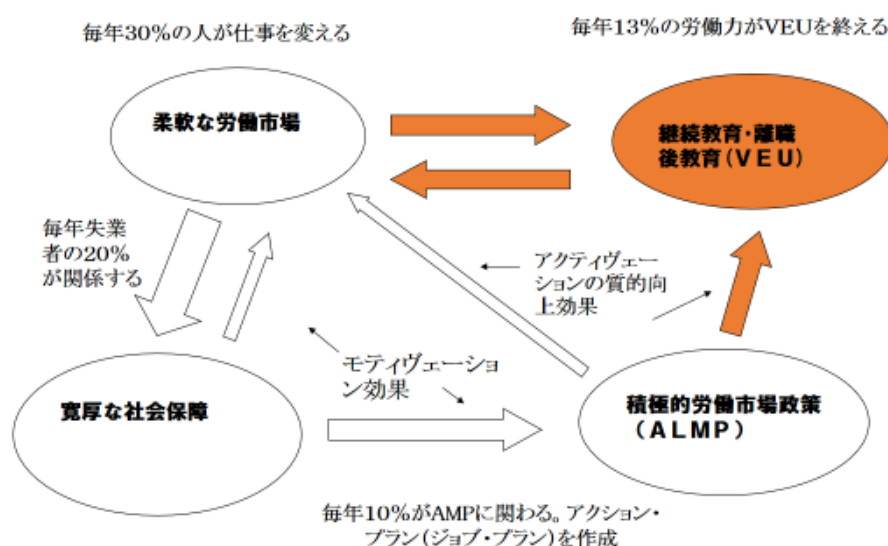 毎年30%の人が仕事を変える
毎年13%の労働力がVEUを終える
柔軟な労働市場
継続教育・離職
後教育(ＶＥＵ)
毎年失業
者の20%
が関係する
アクティヴェー
ションの質的向
上効果
モティヴェーショ
ン効果
寛厚な社会保障
積極的労働市場政策
（ＡＬＭＰ）
毎年10%がAMPに関わる。アクション・
プラン(ジョブ・プラン)を作成